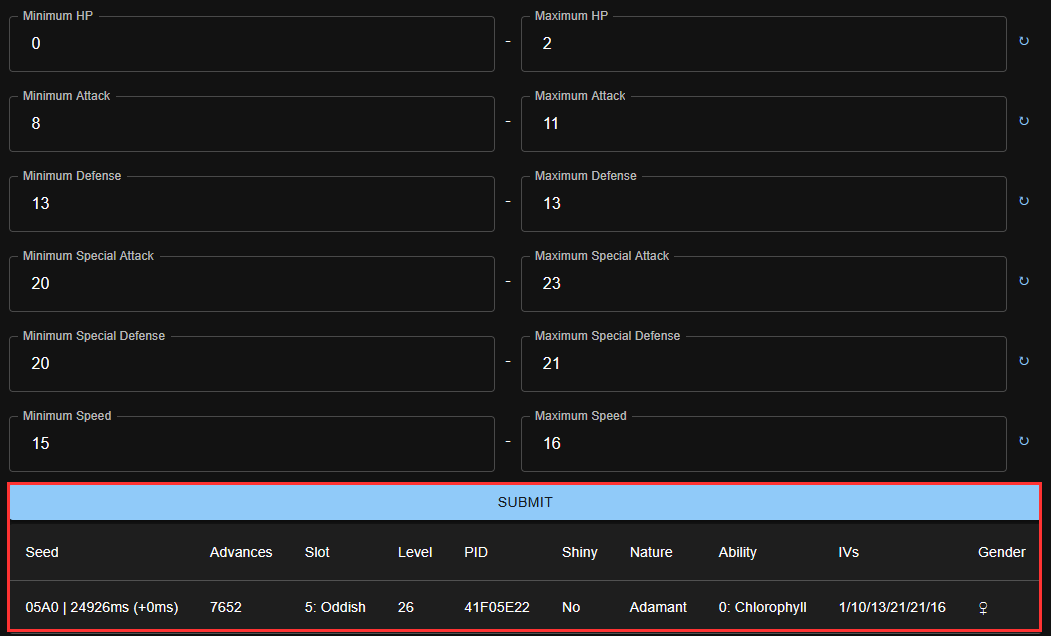 Minimum HP Maximum HP
0 - 2 ↻
Minimum Attack Maximum Attack
8 - 11 ↻
Minimum Defense Maximum Defense
13 - 13 ↻
Minimum Special Attack Maximum Special Attack
20 - 23 ↻
Minimum Special Defense Maximum Special Defense
20 - 21 ↻
Minimum Speed Maximum Speed
15 - 16 ↻
SUBMIT
Seed Advances Slot Level PID Shiny Nature Ability IVs Gender
05A0 | 24926ms (+0ms) 7652 5: Oddish 26 41F05E22 No Adamant 0: Chlorophyll 1/10/13/21/21/16 ♀